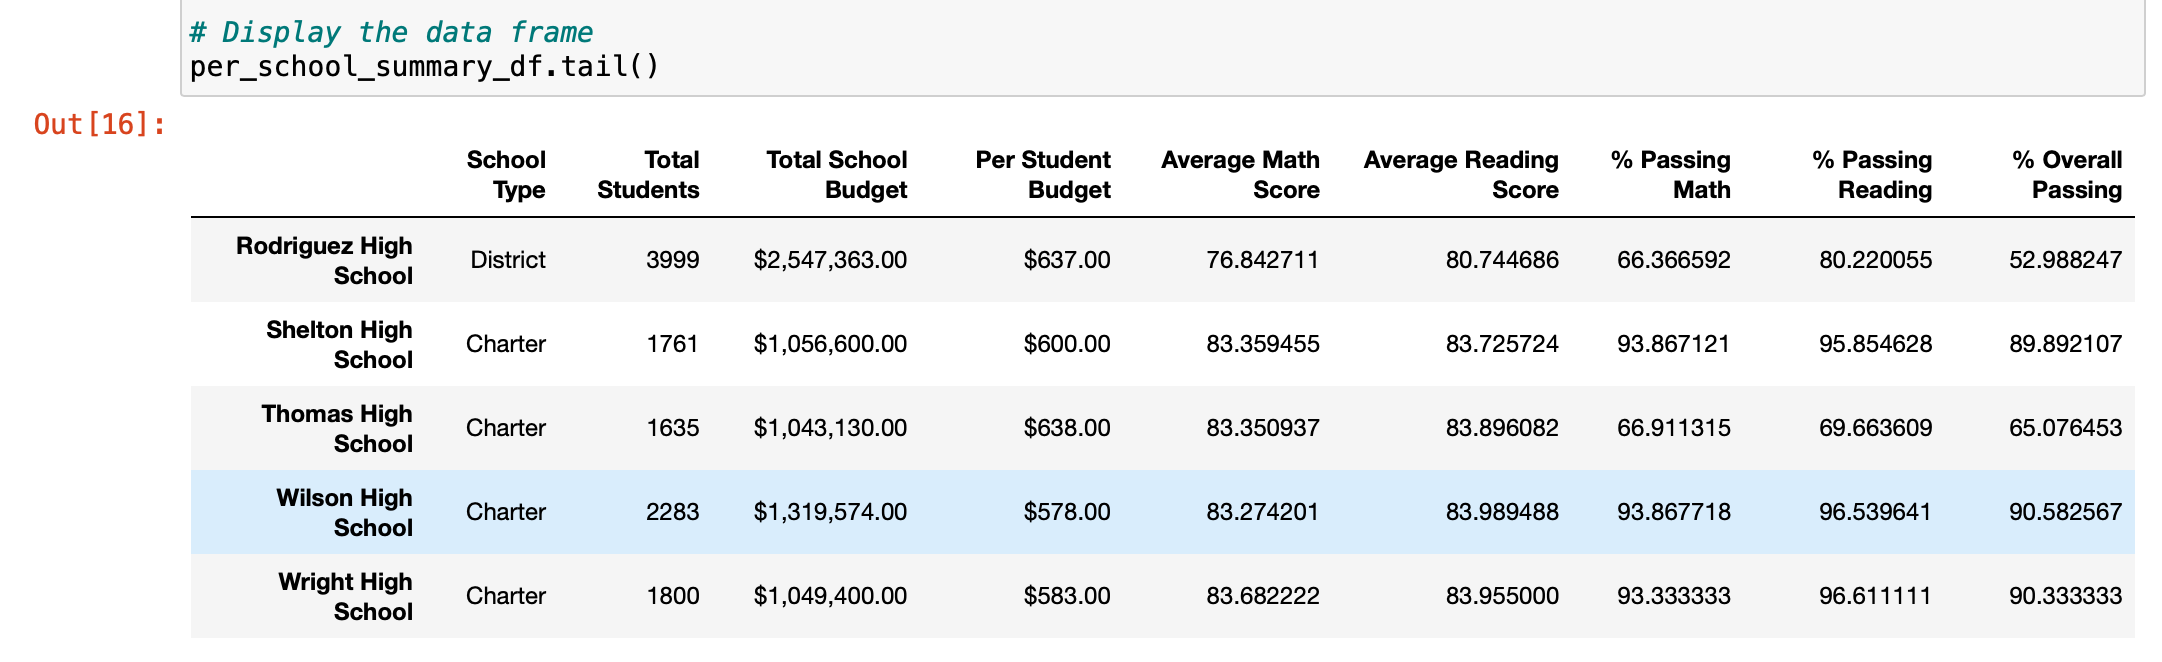 # Display the data frame
per_school_summary_df.tail()
Out[16]:
School Type Total Students Total School Budget Per Student Budget Average Math Score Average Reading Score % Passing Math % Passing Reading % Overall Passing
Rodriguez High School District 3999 $2,547,363.00 $637.00 76.842711 80.744686 66.366592 80.220055 52.988247
Shelton High School Charter 1761 $1,056,600.00 $600.00 83.359455 83.725724 93.867121 95.854628 89.892107
Thomas High School Charter 1635 $1,043,130.00 $638.00 83.350937 83.896082 66.911315 69.663609 65.076453
Wilson High School Charter 2283 $1,319,574.00 $578.00 83.274201 83.989488 93.867718 96.539641 90.582567
Wright High School Charter 1800 $1,049,400.00 $583.00 83.682222 83.955000 93.333333 96.611111 90.333333